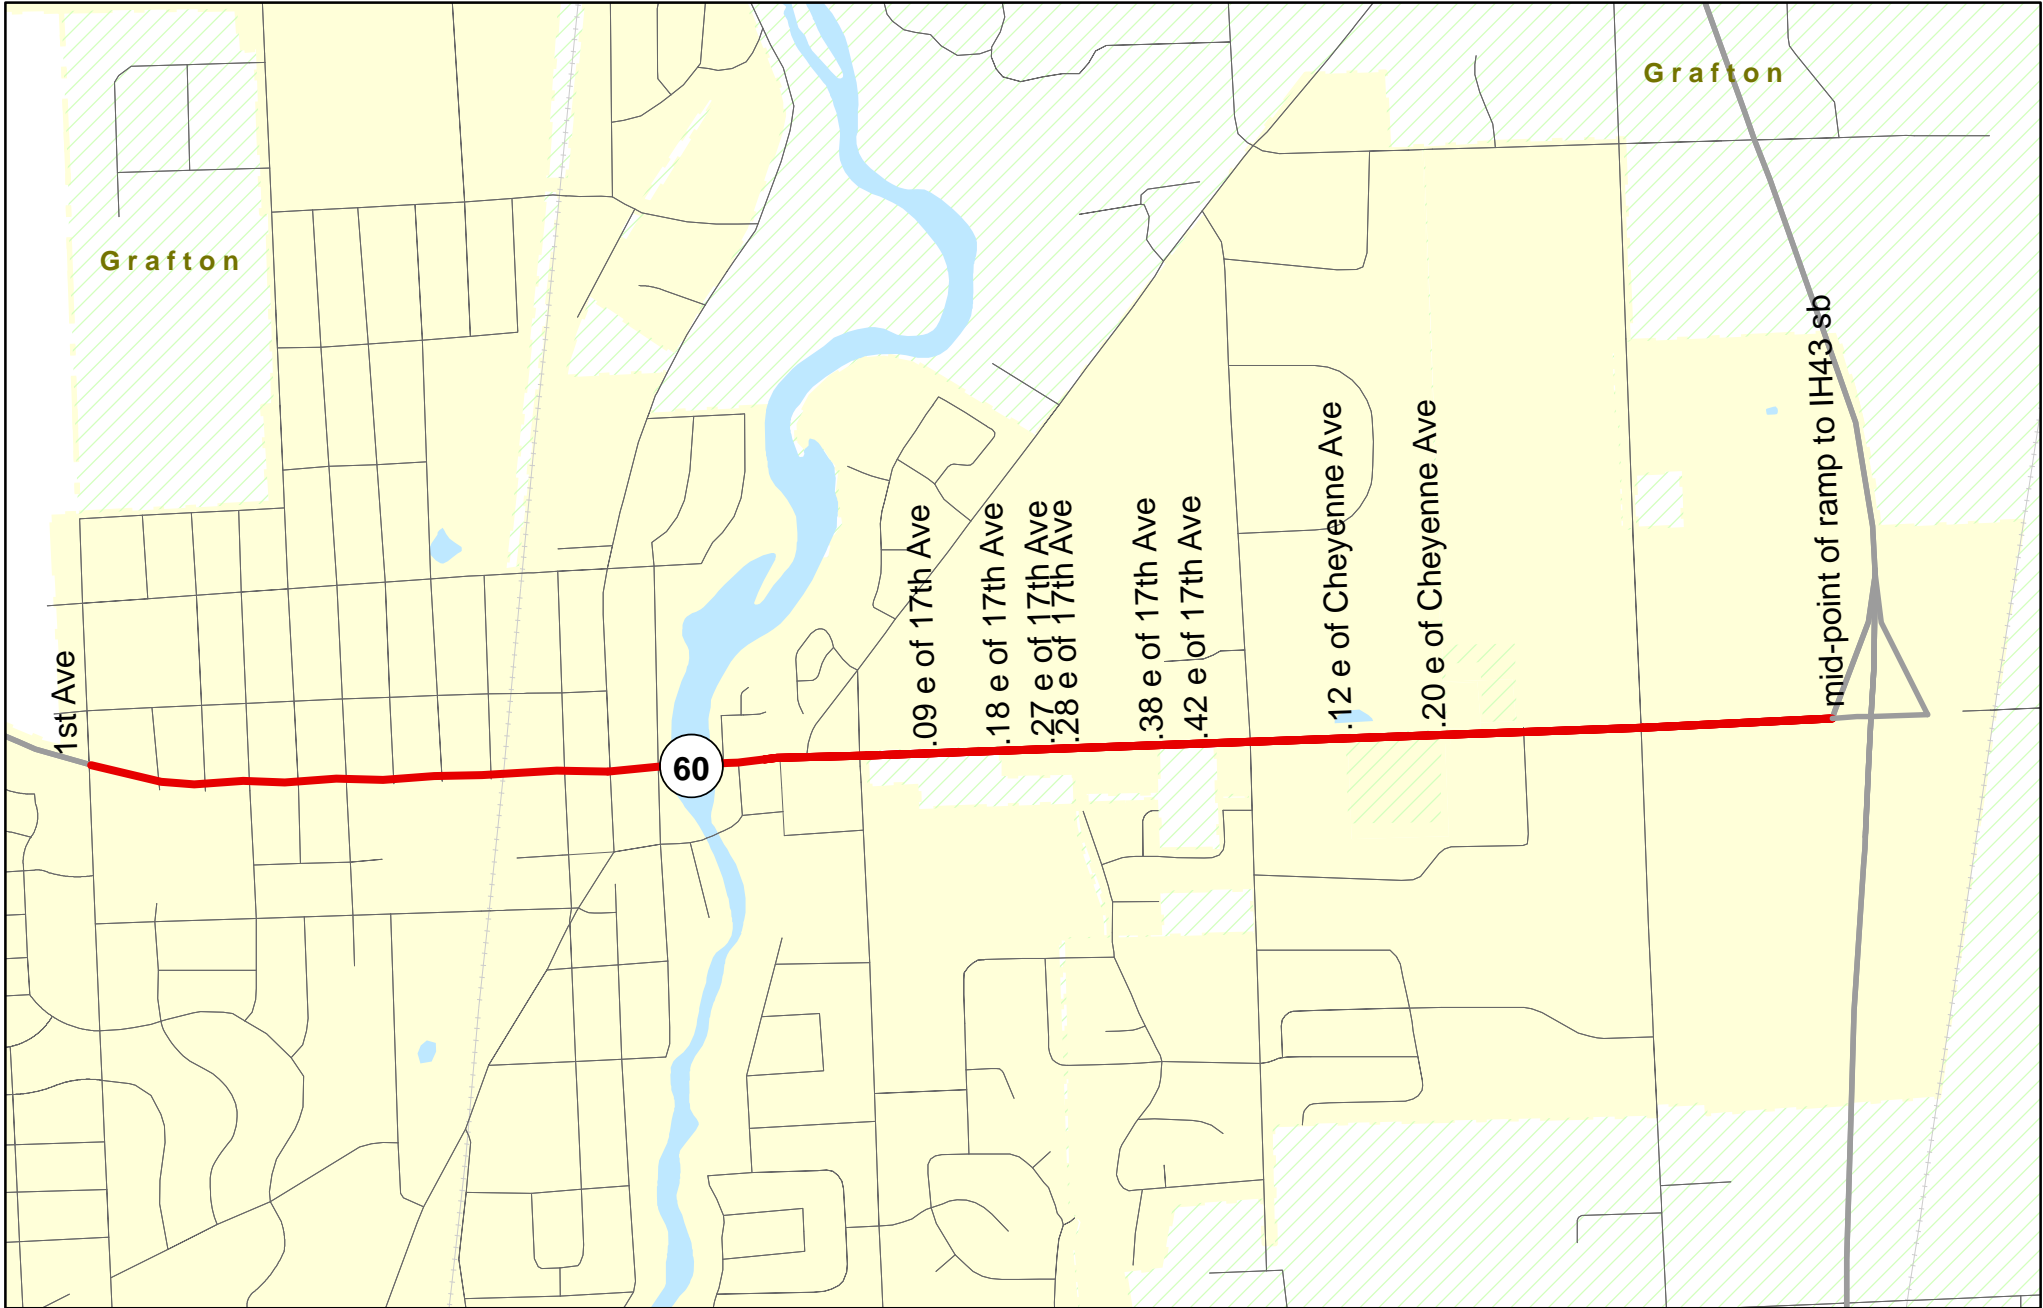 Grafton
Grafton
1st Ave
60
.09 e of 17th Ave
.18 e of 17th Ave
.27 e of 17th Ave
.28 e of 17th Ave
.38 e of 17th Ave
.42 e of 17th Ave
.12 e of Cheyenne Ave
.20 e of Cheyenne Ave
mid-point of ramp to IH43 sb